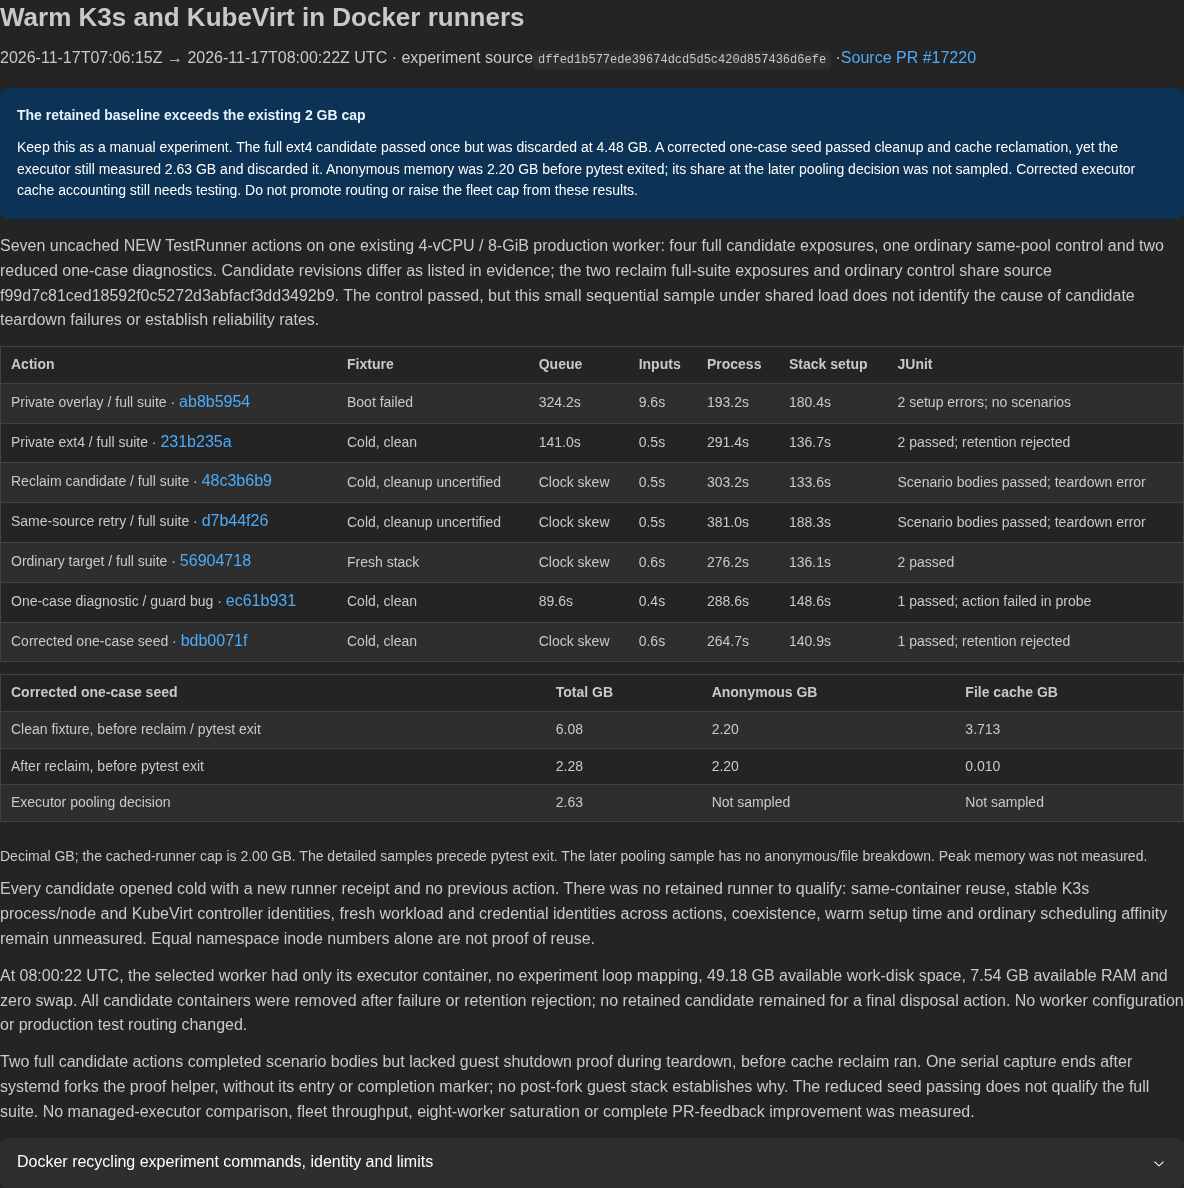 Warm K3s and KubeVirt in Docker runners
2026-11-17T07:06:15Z → 2026-11-17T08:00:22Z UTC · experiment source dffed1b577ede39674dcd5d5c420d857436d6efe · Source PR #17220
The retained baseline exceeds the existing 2 GB cap
Keep this as a manual experiment. The full ext4 candidate passed once but was discarded at 4.48 GB. A corrected one-case seed passed cleanup and cache reclamation, yet the
executor still measured 2.63 GB and discarded it. Anonymous memory was 2.20 GB before pytest exited; its share at the later pooling decision was not sampled. Corrected executor
cache accounting still needs testing. Do not promote routing or raise the fleet cap from these results.
Seven uncached NEW TestRunner actions on one existing 4-vCPU / 8-GiB production worker: four full candidate exposures, one ordinary same-pool control and two
reduced one-case diagnostics. Candidate revisions differ as listed in evidence; the two reclaim full-suite exposures and ordinary control share source
f99d7c81ced18592f0c5272d3abfacf3dd3492b9. The control passed, but this small sequential sample under shared load does not identify the cause of candidate
teardown failures or establish reliability rates.
Action Fixture Queue Inputs Process Stack setup JUnit
Private overlay / full suite · ab8b5954 Boot failed 324.2s 9.6s 193.2s 180.4s 2 setup errors; no scenarios
Private ext4 / full suite · 231b235a Cold, clean 141.0s 0.5s 291.4s 136.7s 2 passed; retention rejected
Reclaim candidate / full suite · 48c3b6b9 Cold, cleanup uncertified Clock skew 0.5s 303.2s 133.6s Scenario bodies passed; teardown error
Same-source retry / full suite · d7b44f26 Cold, cleanup uncertified Clock skew 0.5s 381.0s 188.3s Scenario bodies passed; teardown error
Ordinary target / full suite · 56904718 Fresh stack Clock skew 0.6s 276.2s 136.1s 2 passed
One-case diagnostic / guard bug · ec61b931 Cold, clean 89.6s 0.4s 288.6s 148.6s 1 passed; action failed in probe
Corrected one-case seed · bdb0071f Cold, clean Clock skew 0.6s 264.7s 140.9s 1 passed; retention rejected
Corrected one-case seed Total GB Anonymous GB File cache GB
Clean fixture, before reclaim / pytest exit 6.08 2.20 3.713
After reclaim, before pytest exit 2.28 2.20 0.010
Executor pooling decision 2.63 Not sampled Not sampled
Decimal GB; the cached-runner cap is 2.00 GB. The detailed samples precede pytest exit. The later pooling sample has no anonymous/file breakdown. Peak memory was not measured.
Every candidate opened cold with a new runner receipt and no previous action. There was no retained runner to qualify: same-container reuse, stable K3s
process/node and KubeVirt controller identities, fresh workload and credential identities across actions, coexistence, warm setup time and ordinary scheduling affinity
remain unmeasured. Equal namespace inode numbers alone are not proof of reuse.
At 08:00:22 UTC, the selected worker had only its executor container, no experiment loop mapping, 49.18 GB available work-disk space, 7.54 GB available RAM and
zero swap. All candidate containers were removed after failure or retention rejection; no retained candidate remained for a final disposal action. No worker configuration
or production test routing changed.
Two full candidate actions completed scenario bodies but lacked guest shutdown proof during teardown, before cache reclaim ran. One serial capture ends after
systemd forks the proof helper, without its entry or completion marker; no post-fork guest stack establishes why. The reduced seed passing does not qualify the full
suite. No managed-executor comparison, fleet throughput, eight-worker saturation or complete PR-feedback improvement was measured.
Docker recycling experiment commands, identity and limits